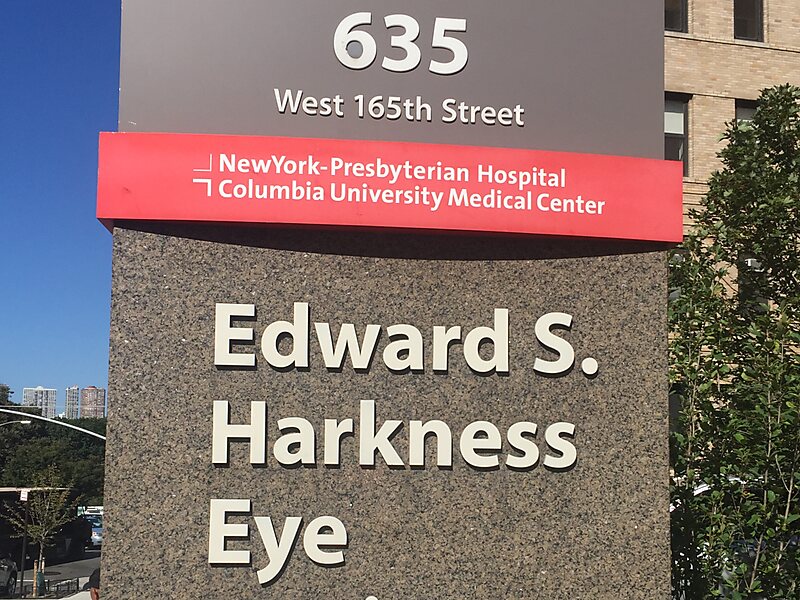 635
West 165th Street
NewYork-Presbyterian Hospital
Columbia University Medical Center
Edward S.
Harkness
Eye